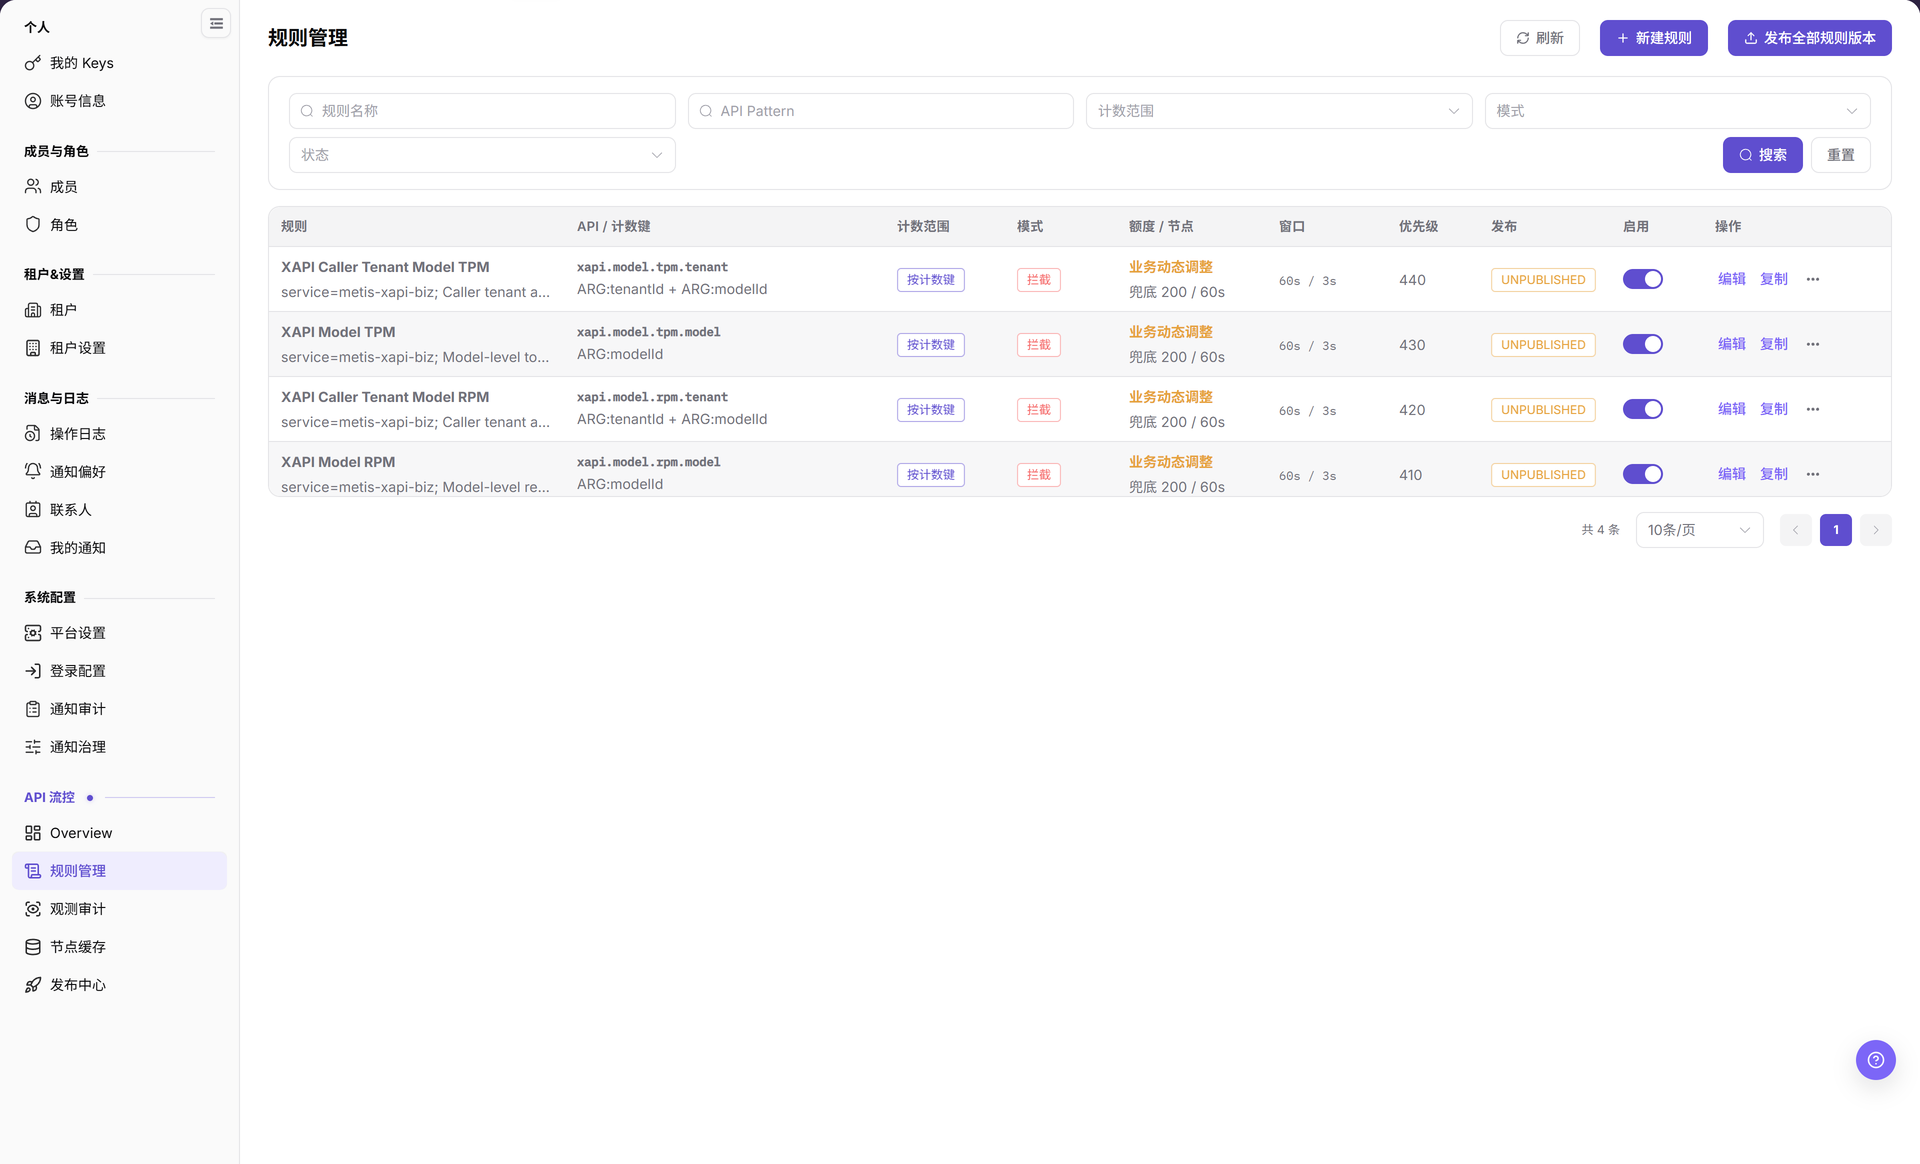 个人
我的 Keys
账号信息
成员与角色
成员
角色
租户&设置
租户
租户设置
消息与日志
操作日志
通知偏好
联系人
我的通知
系统配置
平台设置
登录配置
通知审计
通知治理
API 流控
Overview
规则管理
观测审计
节点缓存
发布中心
规则管理
刷新
新建规则
发布全部规则版本
规则名称
API Pattern
计数范围
模式
状态
搜索
重置
规则 API / 计数键 计数范围 模式 额度 / 节点 窗口 优先级 发布 启用 操作
XAPI Caller Tenant Model TPM xapi.model.tpm.tenant 业务动态调整
service=metis-xapi-biz; Caller tenant a... ARG:tenantId + ARG:modelId 按计数键 拦截 兜底 200 / 60s 60s / 3s 440 UNPUBLISHED 编辑 复制 •••
XAPI Model TPM xapi.model.tpm.model 业务动态调整
service=metis-xapi-biz; Model-level to... ARG:modelId 按计数键 拦截 兜底 200 / 60s 60s / 3s 430 UNPUBLISHED 编辑 复制 •••
XAPI Caller Tenant Model RPM xapi.model.rpm.tenant 业务动态调整
service=metis-xapi-biz; Caller tenant a... ARG:tenantId + ARG:modelId 按计数键 拦截 兜底 200 / 60s 60s / 3s 420 UNPUBLISHED 编辑 复制 •••
XAPI Model RPM xapi.model.rpm.model 业务动态调整
service=metis-xapi-biz; Model-level re... ARG:modelId 按计数键 拦截 兜底 200 / 60s 60s / 3s 410 UNPUBLISHED 编辑 复制 •••
共 4 条 10条/页 1